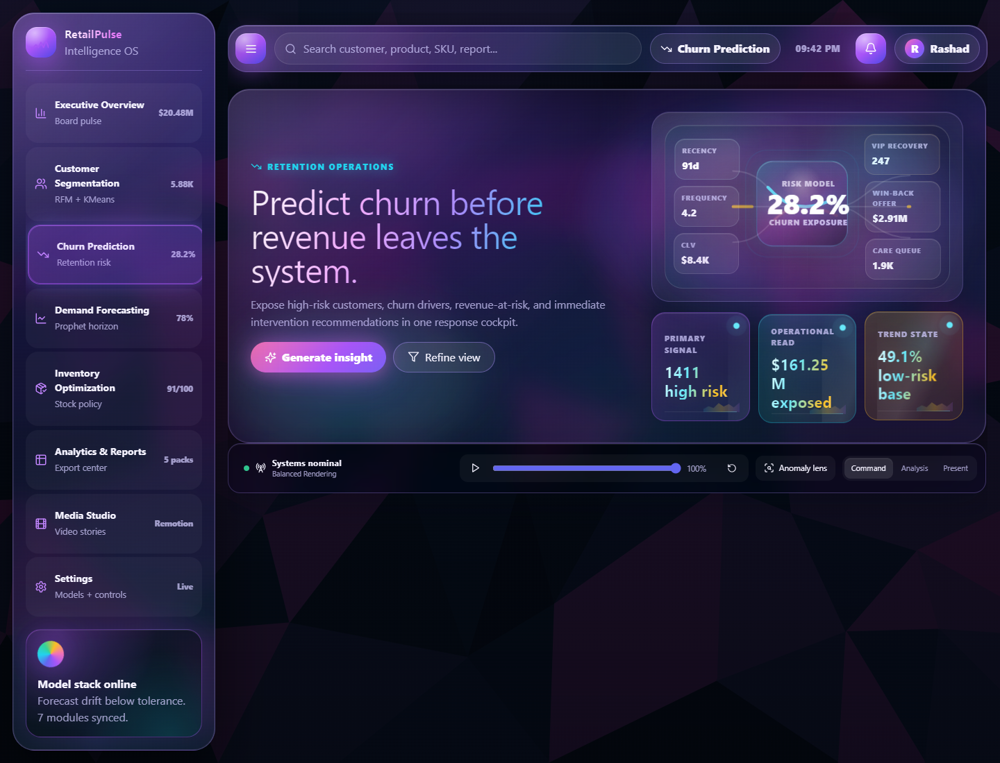 RetailPulse
Intelligence OS
Executive Overview
Board pulse
$20.48M
Customer
Segmentation
RFM + KMeans
5.88K
Churn Prediction
Retention risk
28.2%
Demand Forecasting
Prophet horizon
78%
Inventory
Optimization
Stock policy
91/100
Analytics & Reports
Export center
5 packs
Media Studio
Video stories
Remotion
Settings
Models + controls
Live
Model stack online
Forecast drift below tolerance.
7 modules synced.
Search customer, product, SKU, report...
Churn Prediction
09:42 PM
R
Rashad
RETENTION OPERATIONS
Predict churn before
revenue leaves the
system.
Expose high-risk customers, churn drivers, revenue-at-risk, and immediate
intervention recommendations in one response cockpit.
Generate insight
Refine view
RECENCY
91d
FREQUENCY
4.2
CLV
$8.4K
RISK MODEL
28.2%
CHURN EXPOSURE
VIP RECOVERY
247
WIN-BACK
OFFER
$2.91M
CARE QUEUE
1.9K
PRIMARY
SIGNAL
1411
high risk
OPERATIONAL
READ
$161.25
M
exposed
TREND STATE
49.1%
low-risk
base
Systems nominal
Balanced Rendering
100%
Anomaly lens
Command
Analysis
Present